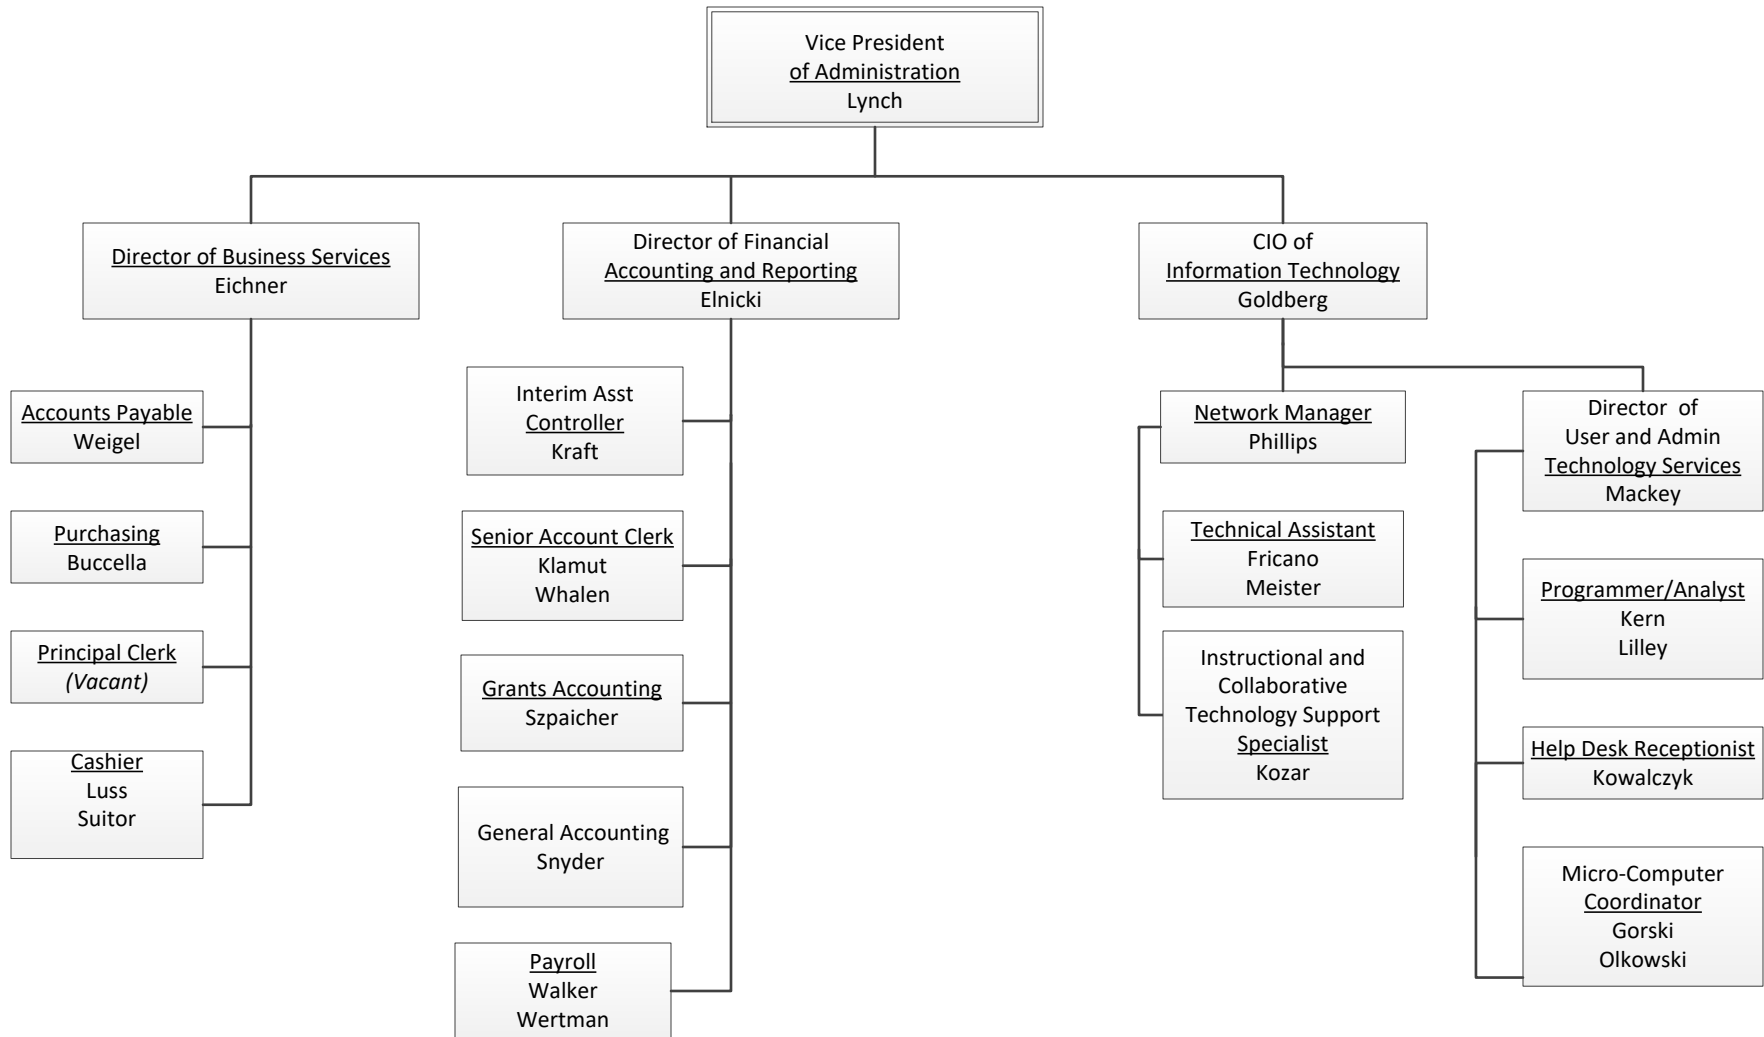 Vice President
of Administration
Lynch
Director of Business Services
Eichner
Director of Financial
Accounting and Reporting
Elnicki
CIO of
Information Technology
Goldberg
Accounts Payable
Weigel
Purchasing
Buccella
Principal Clerk
(Vacant)
Cashier
Luss
Suitor
Interim Asst
Controller
Kraft
Senior Account Clerk
Klamut
Whalen
Grants Accounting
Szpaicher
General Accounting
Snyder
Payroll
Walker
Wertman
Network Manager
Phillips
Technical Assistant
Fricano
Meister
Instructional and
Collaborative
Technology Support
Specialist
Kozar
Director of
User and Admin
Technology Services
Mackey
Programmer/Analyst
Kern
Lilley
Help Desk Receptionist
Kowalczyk
Micro-Computer
Coordinator
Gorski
Olkowski